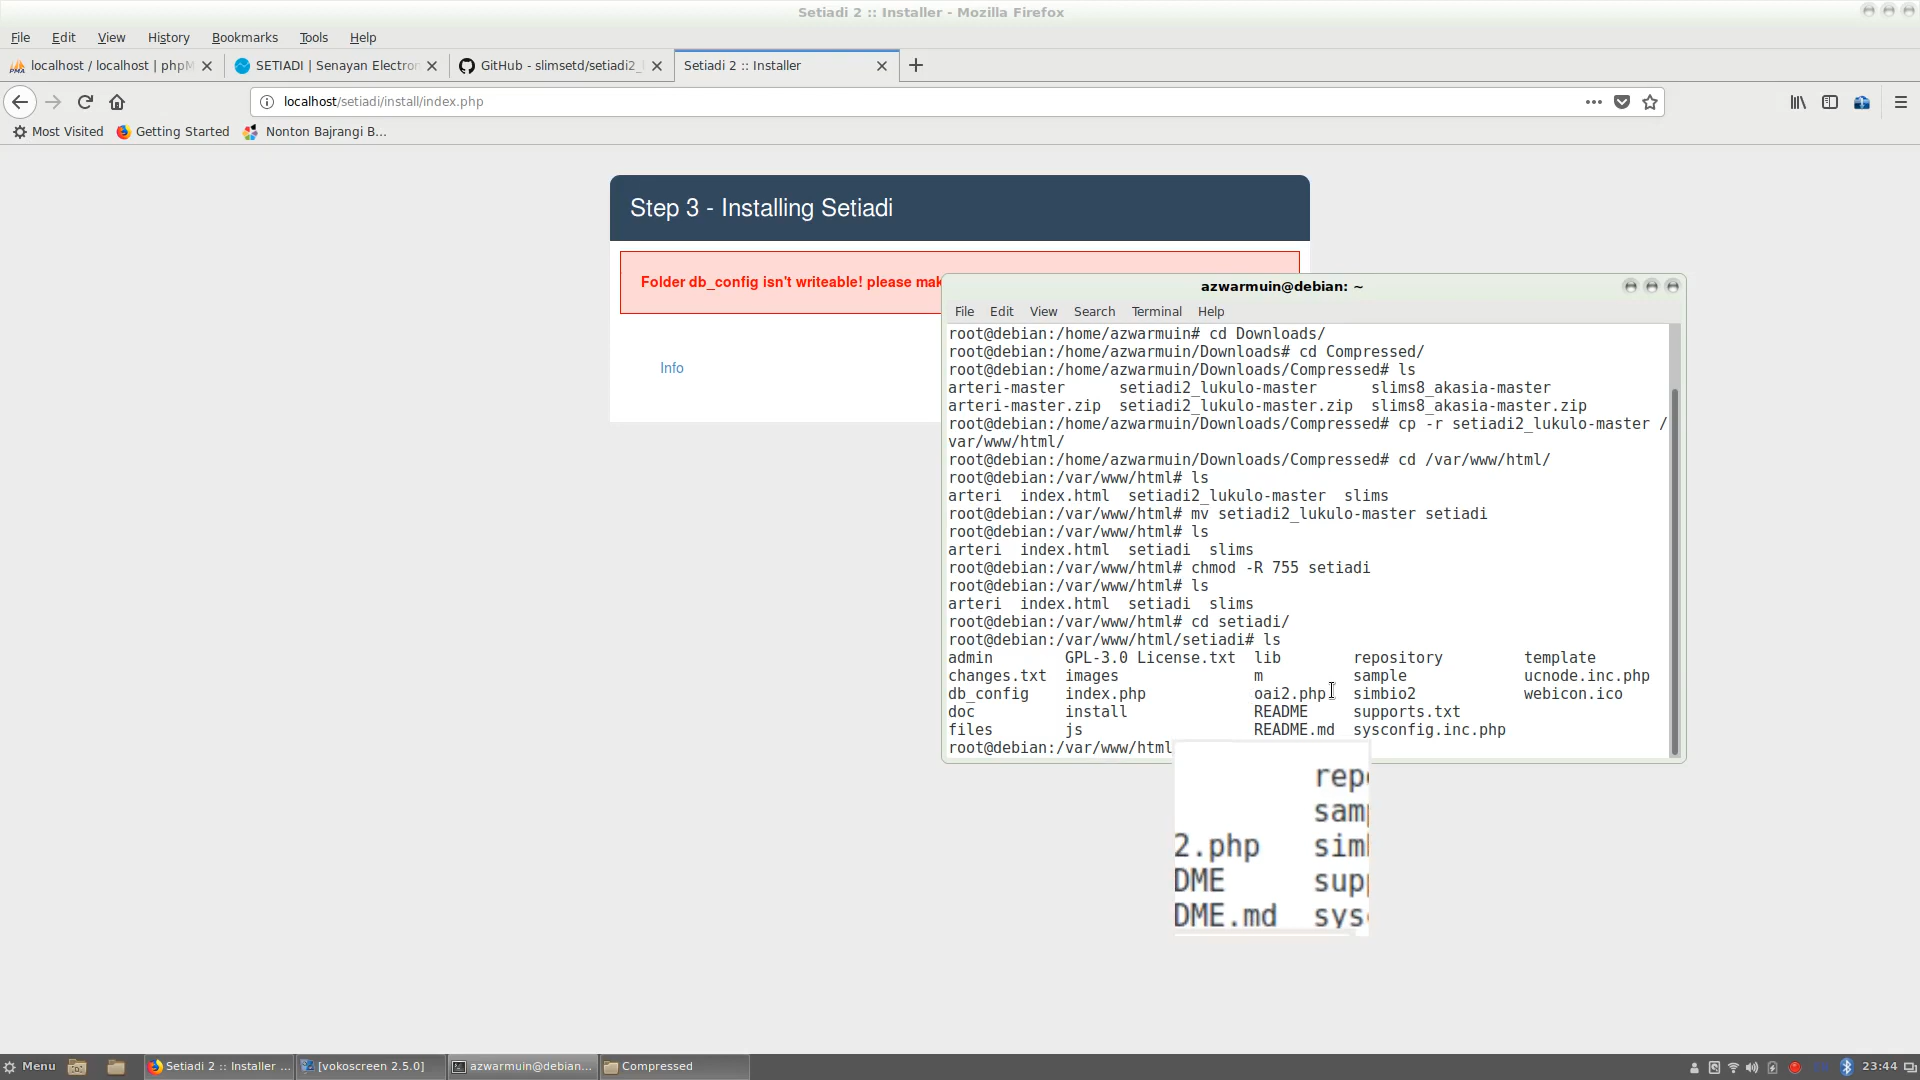 Setiadi 2 :: Installer - Mozilla Firefox
File Edit View History Bookmarks Tools Help
localhost / localhost | phpM
SETIADI | Senayan Electron
GitHub - slimsetd/setiadi2_
Setiadi 2 :: Installer
localhost/setiadi/install/index.php
Most Visited Getting Started Nonton Bajrangi B...
Step 3 - Installing Setiadi
Folder db_config isn't writeable! please mak
Info
azwarmuin@debian: ~
File Edit View Search Terminal Help
root@debian:/home/azwarmuin# cd Downloads/
root@debian:/home/azwarmuin/Downloads# cd Compressed/
root@debian:/home/azwarmuin/Downloads/Compressed# ls
arteri-master setiadi2_lukulo-master slims8_akasia-master
arteri-master.zip setiadi2_lukulo-master.zip slims8_akasia-master.zip
root@debian:/home/azwarmuin/Downloads/Compressed# cp -r setiadi2_lukulo-master /
var/www/html/
root@debian:/home/azwarmuin/Downloads/Compressed# cd /var/www/html/
root@debian:/var/www/html# ls
arteri index.html setiadi2_lukulo-master slims
root@debian:/var/www/html# mv setiadi2_lukulo-master setiadi
root@debian:/var/www/html# ls
arteri index.html setiadi slims
root@debian:/var/www/html# chmod -R 755 setiadi
root@debian:/var/www/html# ls
arteri index.html setiadi slims
root@debian:/var/www/html# cd setiadi/
root@debian:/var/www/html/setiadi# ls
admin GPL-3.0 License.txt lib repository template
changes.txt images m sample ucnode.inc.php
db_config index.php oai2.php simbio2 webicon.ico
doc install README supports.txt
files js README.md sysconfig.inc.php
root@debian:/var/www/html
repo
sam
2.php sim
DME sup
DME.md sys
Menu
Setiadi 2 :: Installer ...
[vokoscreen 2.5.0]
azwarmuin@debian...
Compressed
23:44